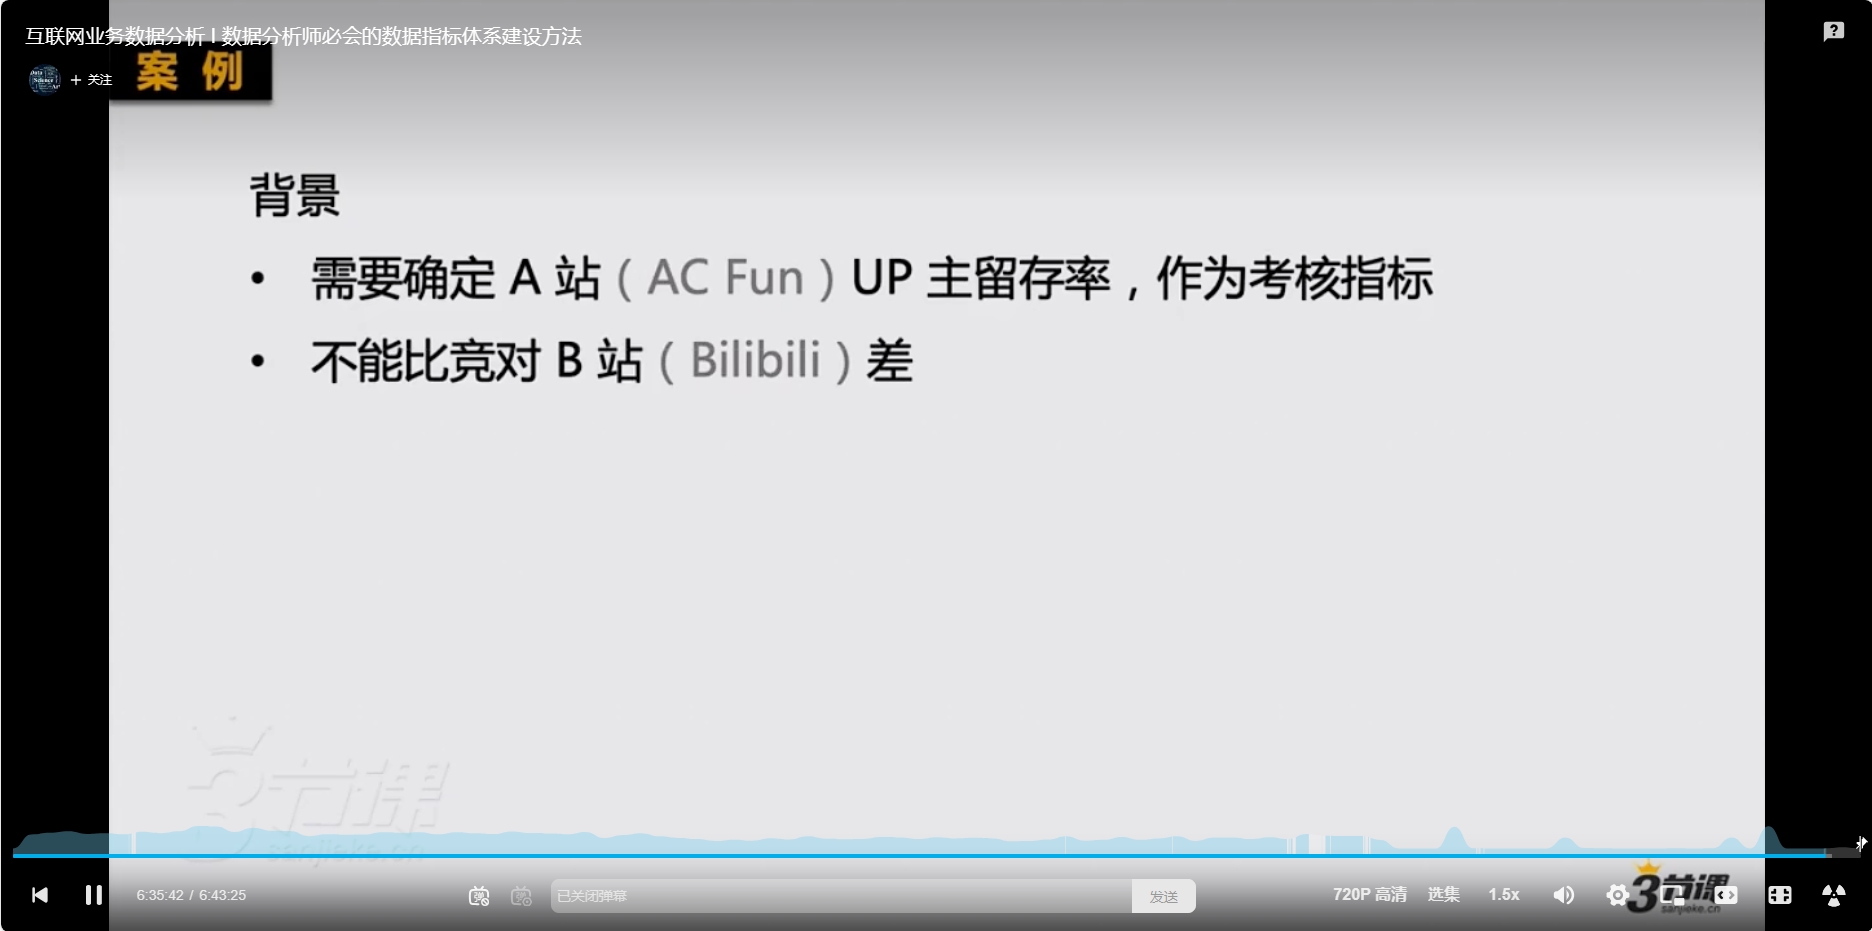 互联网业务数据分析 | 数据分析师必会的数据指标体系建设方法
+ 关注
案 例
背景
• 需要确定 A 站（AC Fun）UP 主留存率，作为考核指标
• 不能比竞对 B 站（Bilibili）差
3节课
sanjieke.cn
6:35:42 / 6:43:25
已关闭弹幕
发送
720P 高清
选集
1.5x
3节课
sanjieke.cn